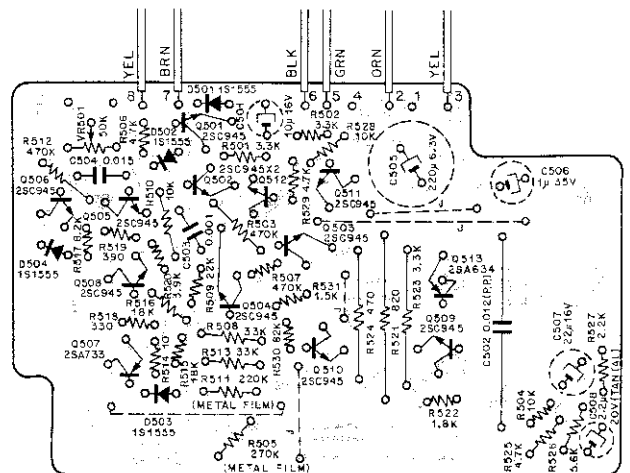 YEL
BRN
BLK
GRN
ORN
YEL
8
7
6
5
4
2
1
3
D501 1S1555
C501
10µ 16V
R502
3.3K
R528
10K
R512
470K
VR501
50K
R506
4.7K
D502
1S1555
Q501
2SC945
R501 3.3K
2SC945X2
C504 0.015
Q506
2SC945
R510
10K
Q502
Q512
R529 4.7K
Q511
2SC945
C505
220µ 6.3V
C506
1µ 35V
J
J
Q505
2SC945
R517 8.2K
R519
390
C503
0.001
R503
470K
Q503
2SC945
D504
1S1555
Q508
2SC945
R520
3.9K
R509 22K
R507
470K
R531
1.5K
J
R524 470
R521 820
R523 3.3K
Q513
2SA634
R516
18K
Q504
2SC945
R518
330
R508
33K
Q509
2SC945
C502 0.012(P.P.)
C507
22µ16V
R527
2.2K
Q507
2SA733
R514 10
R515
18K
R513 33K
R530 82K
Q510
2SC945
R511 220K
(METAL FILM)
D503
1S1555
J
R522
1.8K
R505
270K
(METAL FILM)
R504
10K
R525
4.7K
R526
5.6K
C508
2.2µ
20V(TAN(AL)